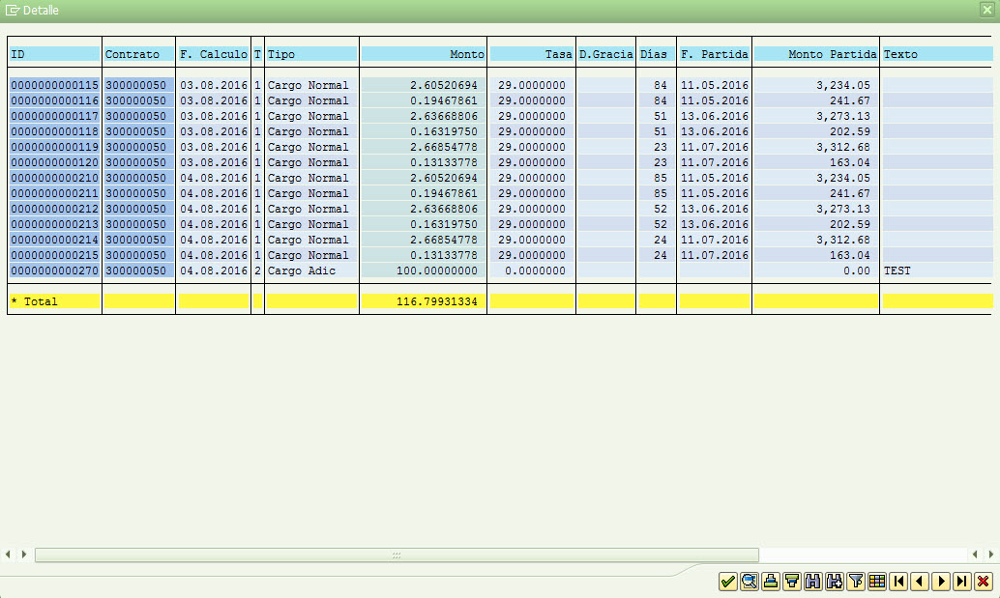 Detalle
ID Contrato F. Calculo T Tipo Monto Tasa D.Gracia Días F. Partida Monto Partida Texto
0000000000115 300000050 03.08.2016 1 Cargo Normal 2.60520694 29.0000000 84 11.05.2016 3,234.05
0000000000116 300000050 03.08.2016 1 Cargo Normal 0.19467861 29.0000000 84 11.05.2016 241.67
0000000000117 300000050 03.08.2016 1 Cargo Normal 2.63668806 29.0000000 51 13.06.2016 3,273.13
0000000000118 300000050 03.08.2016 1 Cargo Normal 0.16319750 29.0000000 51 13.06.2016 202.59
0000000000119 300000050 03.08.2016 1 Cargo Normal 2.66854778 29.0000000 23 11.07.2016 3,312.68
0000000000120 300000050 03.08.2016 1 Cargo Normal 0.13133778 29.0000000 23 11.07.2016 163.04
0000000000210 300000050 04.08.2016 1 Cargo Normal 2.60520694 29.0000000 85 11.05.2016 3,234.05
0000000000211 300000050 04.08.2016 1 Cargo Normal 0.19467861 29.0000000 85 11.05.2016 241.67
0000000000212 300000050 04.08.2016 1 Cargo Normal 2.63668806 29.0000000 52 13.06.2016 3,273.13
0000000000213 300000050 04.08.2016 1 Cargo Normal 0.16319750 29.0000000 52 13.06.2016 202.59
0000000000214 300000050 04.08.2016 1 Cargo Normal 2.66854778 29.0000000 24 11.07.2016 3,312.68
0000000000215 300000050 04.08.2016 1 Cargo Normal 0.13133778 29.0000000 24 11.07.2016 163.04
0000000000270 300000050 04.08.2016 2 Cargo Adic 100.00000000 0.0000000 0.00 TEST
* Total 116.79931334